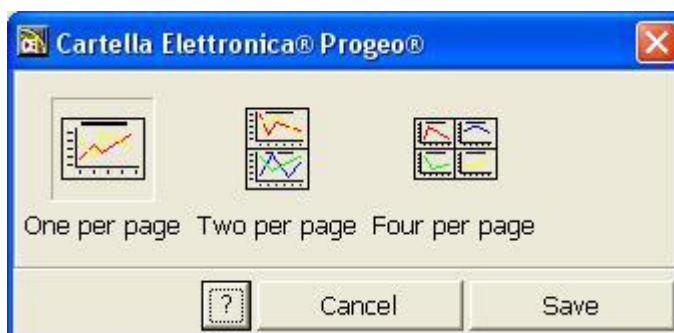 Cartella Elettronica® Progeo®
One per page Two per page Four per page
? Cancel Save